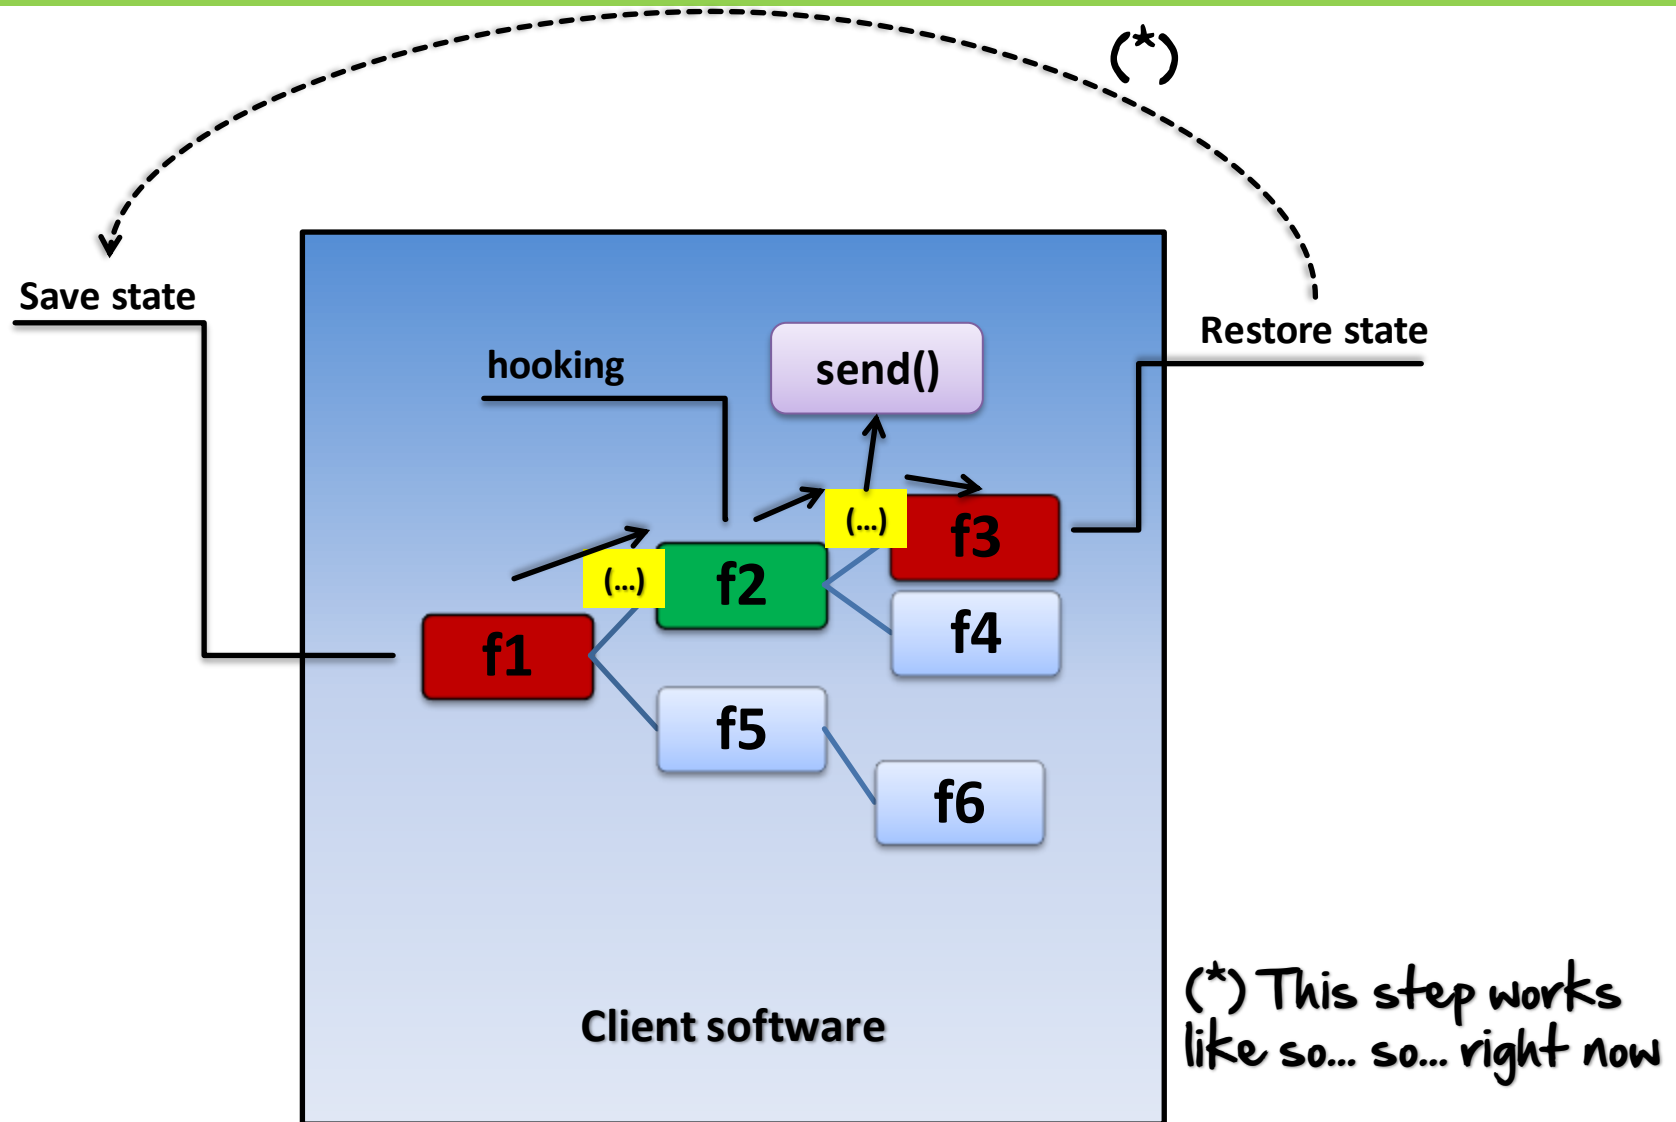 (*)
Save state
Restore state
hooking
send()
(...)
f3
(...)
f2
f4
f1
f5
f6
Client software
(*) This step works
like so... so... right now